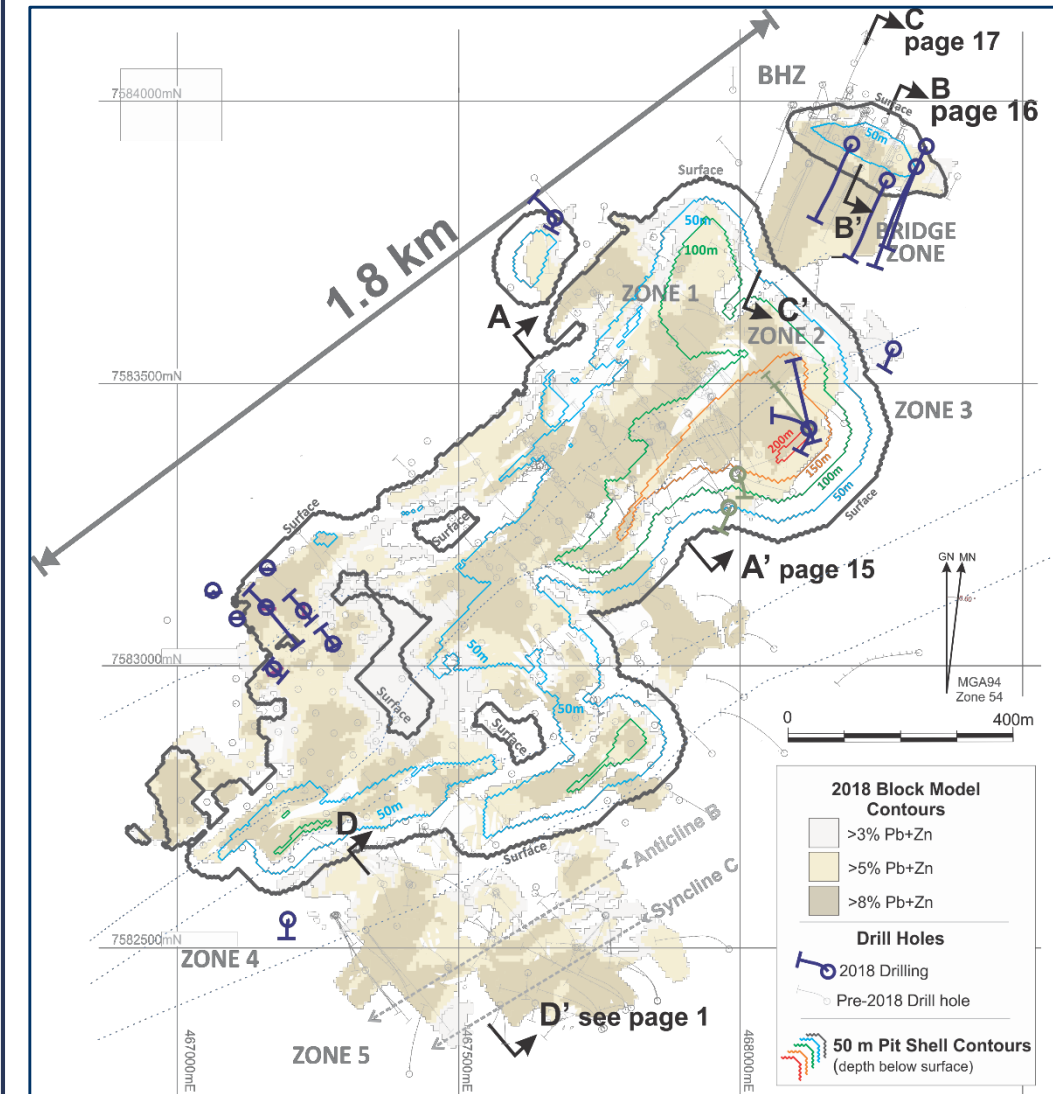 C
page 17
BHZ
B
page 16
7584000mN
Surface
50m
Surface
1.8 km
50m
B'
BRIDGE
ZONE
100m
ZONE 1
A
C'
ZONE 2
7583500mN
ZONE 3
200m
150m
100m
50m
Surface
Surface
Surface
A' page 15
GN MN
50m
7583000mN
MGA94
Zone 54
Surface
50m
Surface
0 400m
50m
D
Surface
Anticline B
Syncline C
7582500mN
ZONE 4
D' see page 1
ZONE 5
467000mE
467500mE
468000mE
2018 Block Model
Contours
>3% Pb+Zn
>5% Pb+Zn
>8% Pb+Zn
Drill Holes
2018 Drilling
Pre-2018 Drill hole
50 m Pit Shell Contours
(depth below surface)